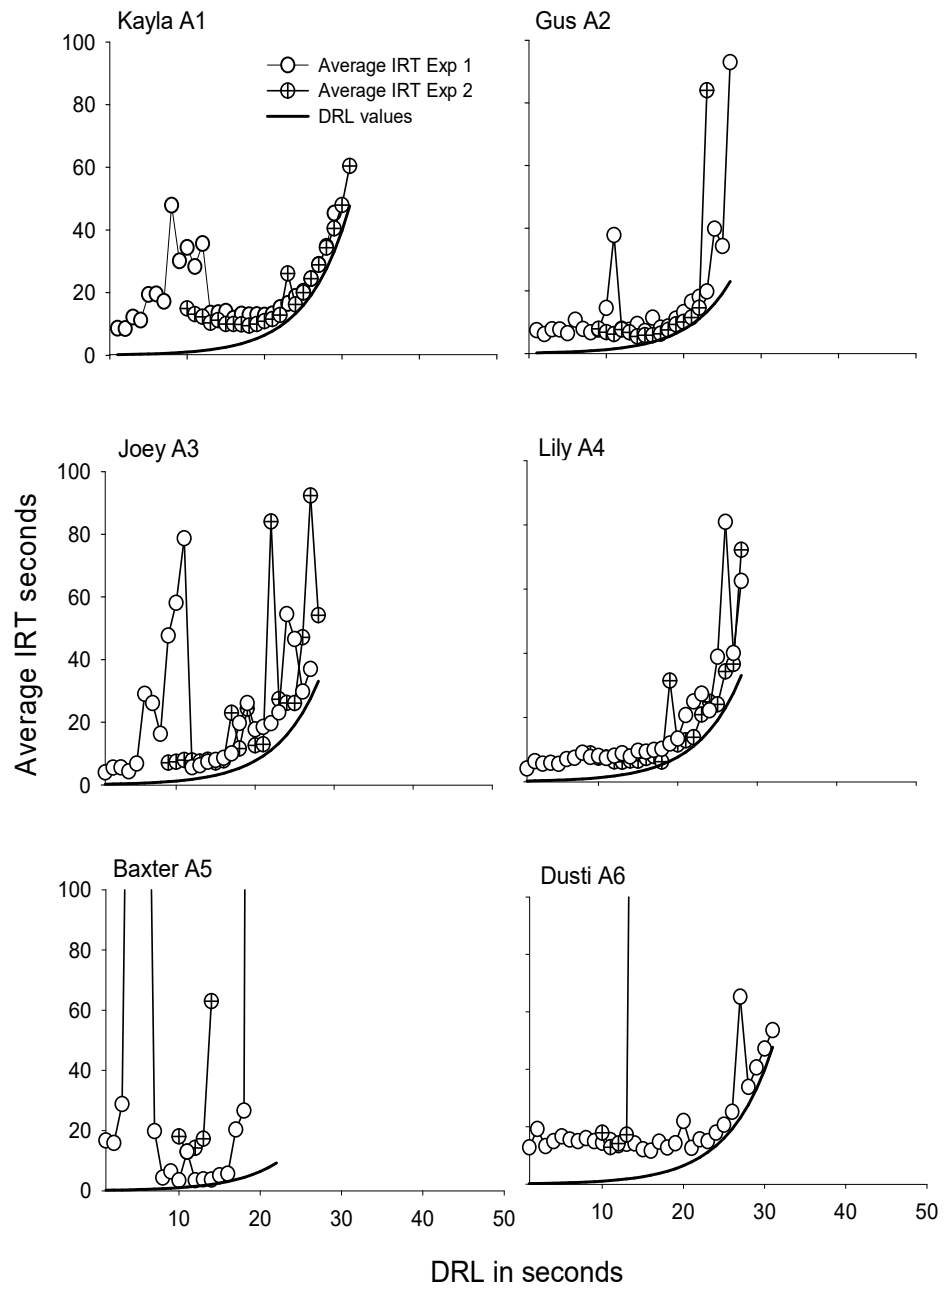 Kayla A1
Gus A2
100
80
60
40
20
0
Average IRT Exp 1
Average IRT Exp 2
DRL values
Joey A3
Lily A4
100
80
60
40
20
0
Average IRT seconds
Baxter A5
Dusti A6
100
80
60
40
20
0
10 20 30 40 50
10 20 30 40 50
DRL in seconds